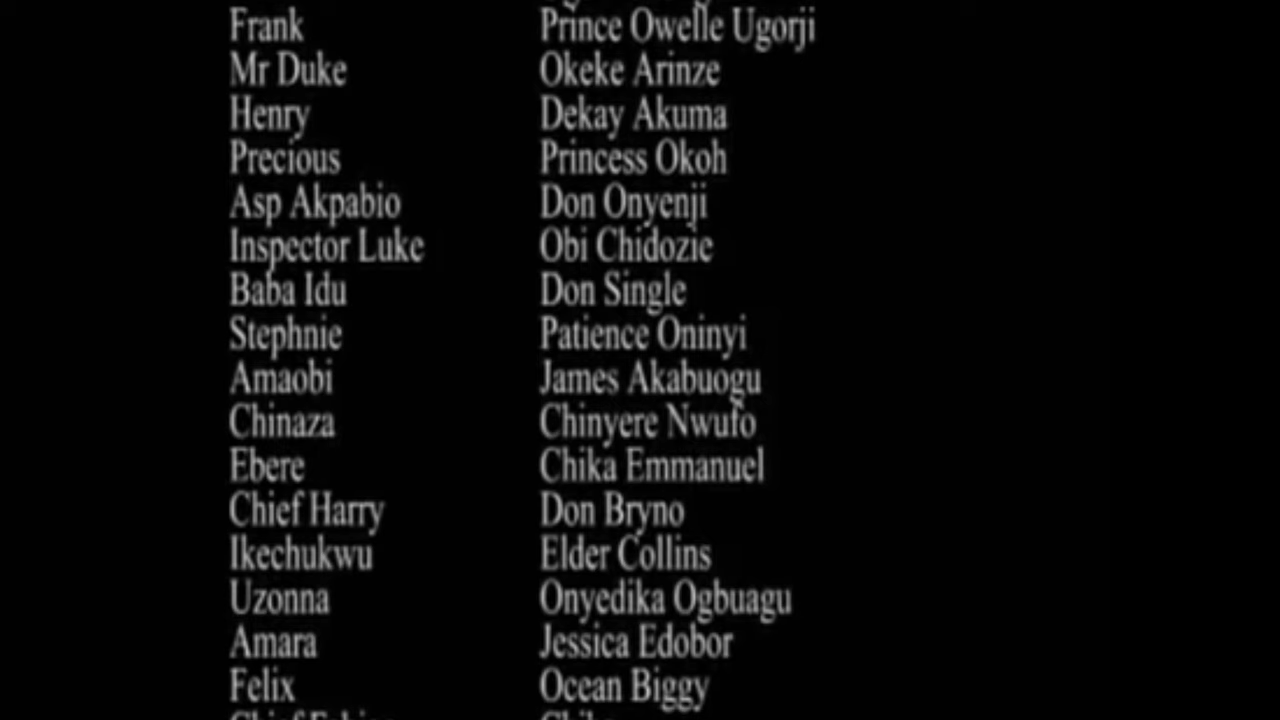 Frank Prince Owelle Ugorji
Mr Duke Okeke Arinze
Henry Dekay Akuma
Precious Princess Okoh
Asp Akpabio Don Onyenji
Inspector Luke Obi Chidozie
Baba Idu Don Single
Stephnie Patience Oninyi
Amaobi James Akabuogu
Chinaza Chinyere Nwufo
Ebere Chika Emmanuel
Chief Harry Don Bryno
Ikechukwu Elder Collins
Uzonna Onyedika Ogbuagu
Amara Jessica Edobor
Felix Ocean Biggy